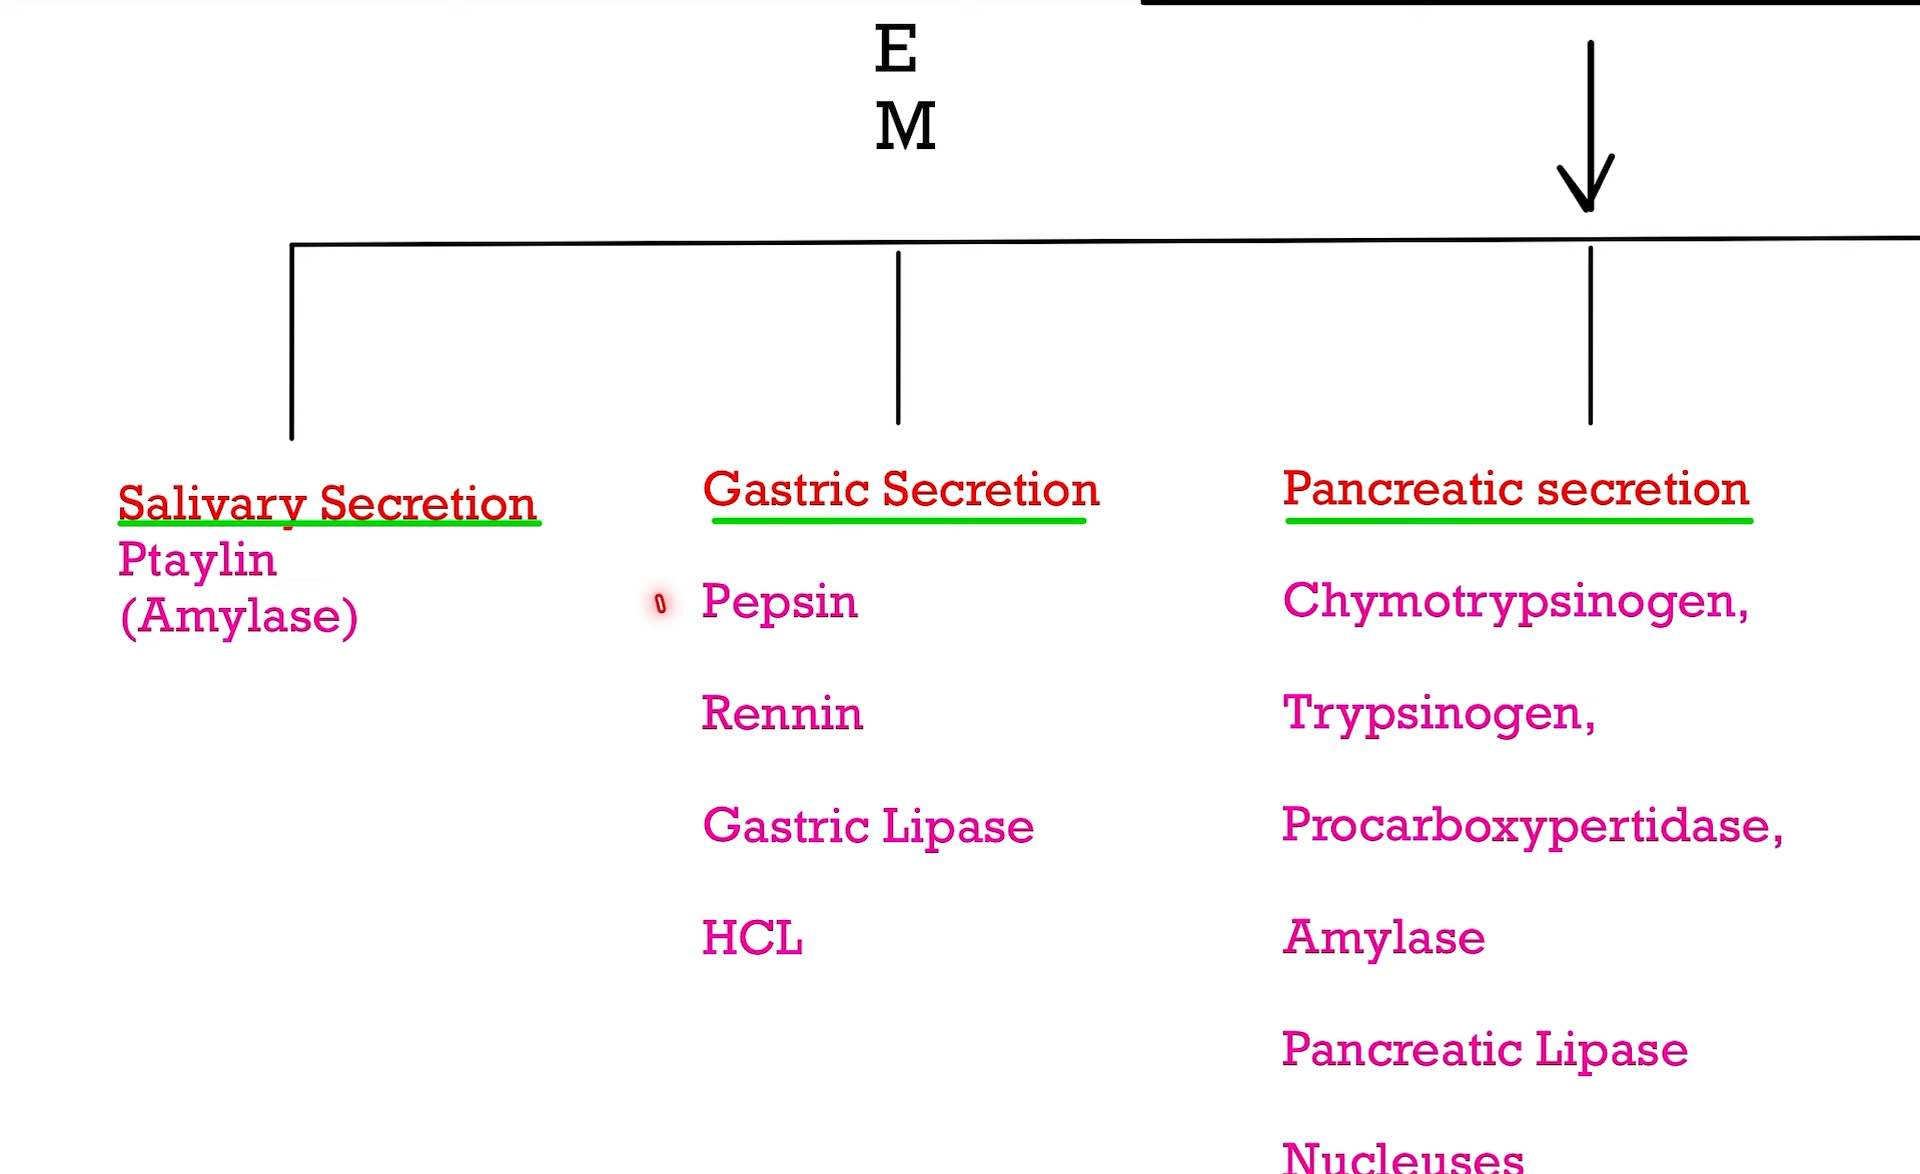 E
M
Salivary Secretion
Ptaylin
(Amylase)
Gastric Secretion
Pepsin
Rennin
Gastric Lipase
HCL
Pancreatic secretion
Chymotrypsinogen,
Trypsinogen,
Procarboxypertidase,
Amylase
Pancreatic Lipase
Nucleuses